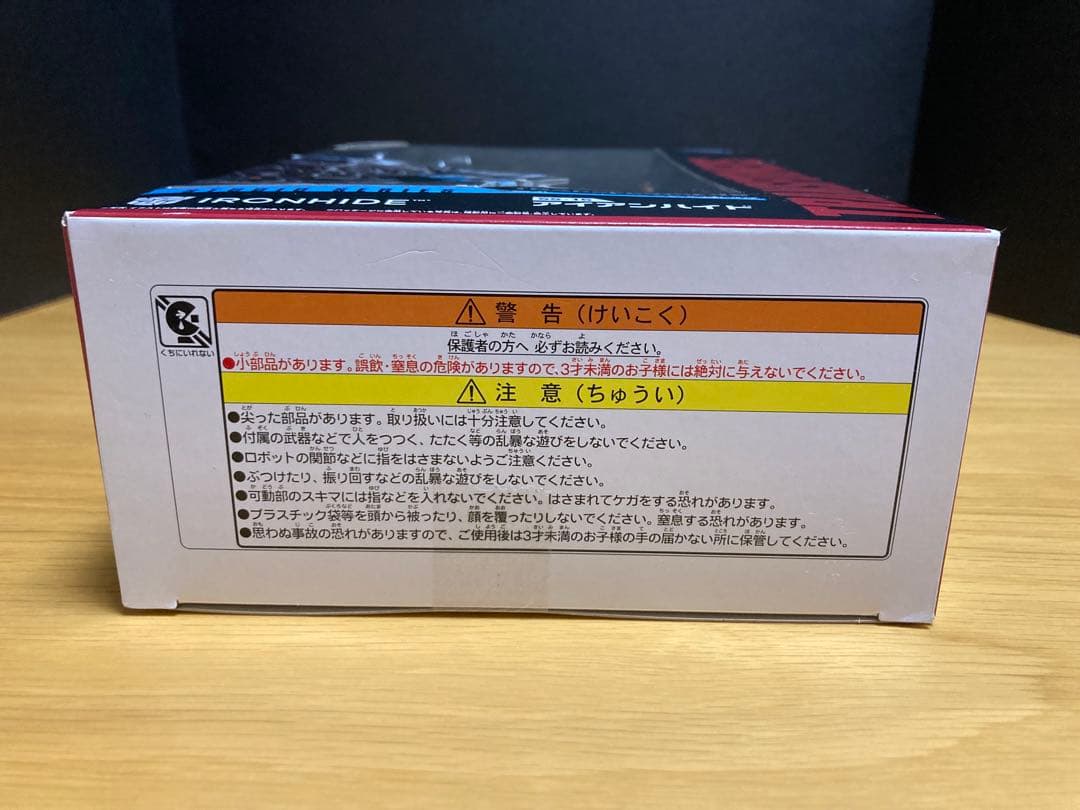 STUDIO SERIES
IRONHIDE™
アイアンハイド
くちにいれない
警 告（けいこく）
保護者の方へ 必ずお読みください。
●小部品があります。誤飲・窒息の危険がありますので、3才未満のお子様には絶対に与えないでください。
注 意（ちゅうい）
●尖った部品があります。取り扱いには十分注意してください。
●付属の武器などで人をつつく、たたく等の乱暴な遊びをしないでください。
●ロボットの関節などに指をはさまないようご注意ください。
●ぶつけたり、振り回すなどの乱暴な遊びをしないでください。
●可動部のスキマには指などを入れないでください。はさまれてケガをする恐れがあります。
●プラスチック袋等を頭から被ったり、顔を覆ったりしないでください。窒息する恐れがあります。
●思わぬ事故の恐れがありますので、ご使用後は3才未満のお子様の手の届かない所に保管してください。